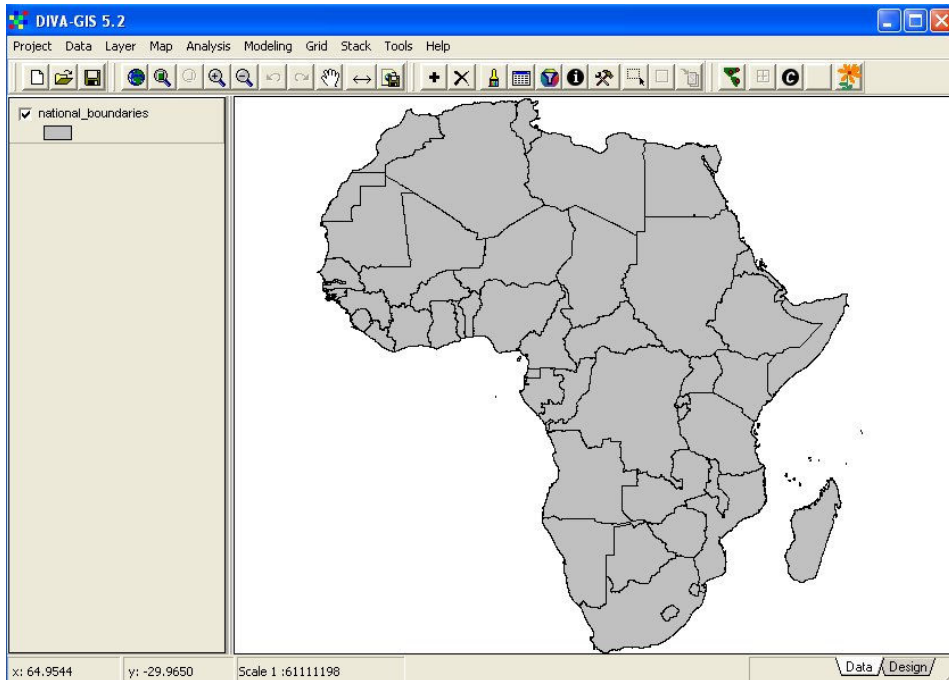 DIVA-GIS 5.2
Project Data Layer Map Analysis Modeling Grid Stack Tools Help
national_boundaries
x: 64.9544 y: -29.9650 Scale 1 :61111198 Data Design